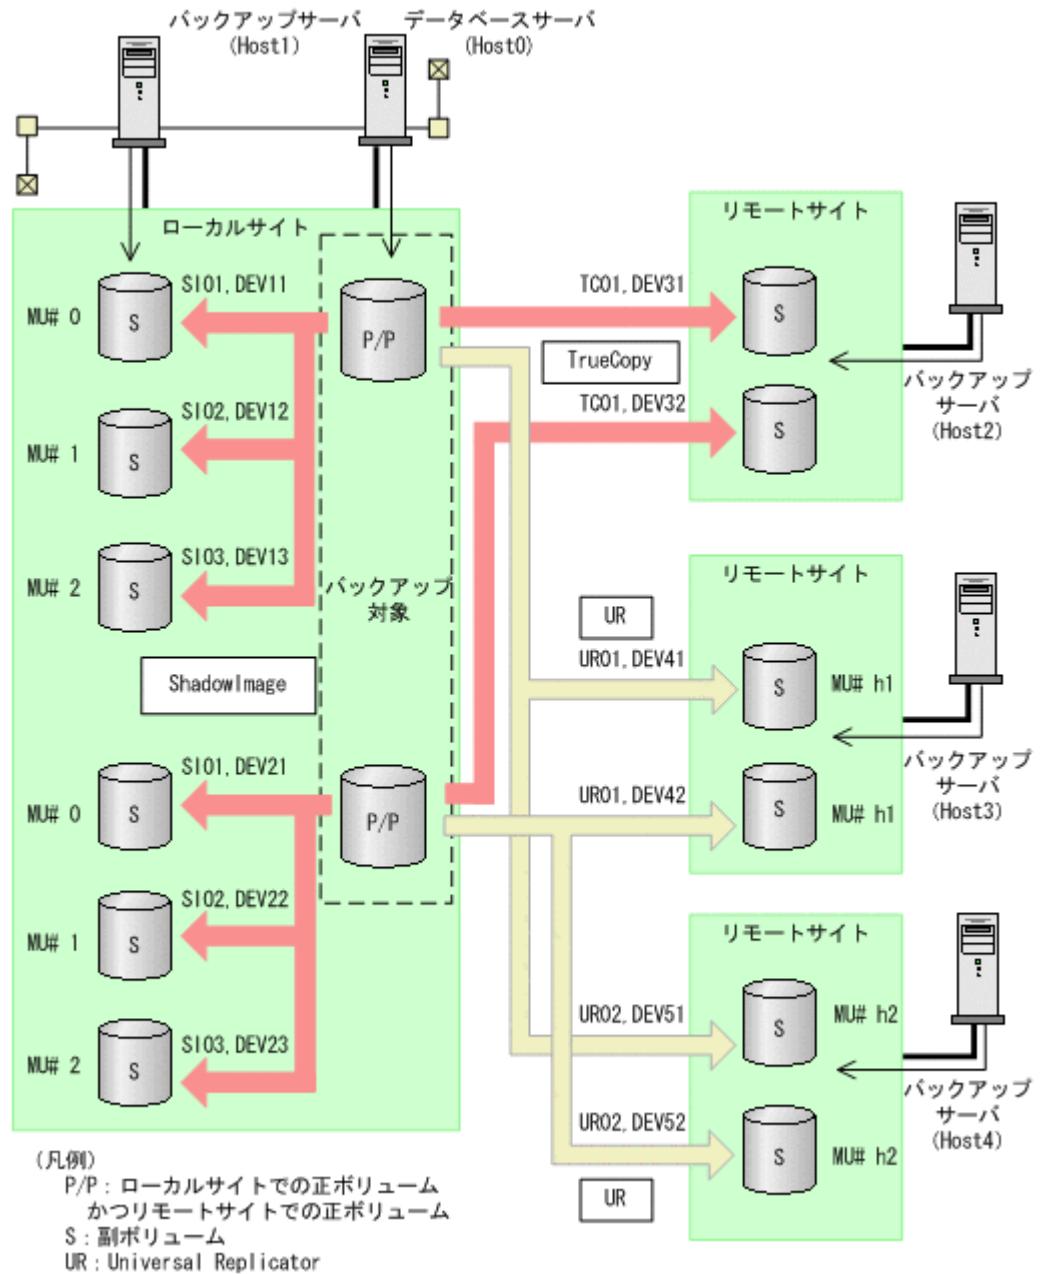 バックアップサーバ
(Host1)
データベースサーバ
(Host0)
ローカルサイト
MU# 0
S
SI01,DEV11
P/P
MU# 1
S
SI02,DEV12
MU# 2
S
SI03,DEV13
バックアップ
対象
ShadowImage
MU# 0
S
SI01,DEV21
P/P
MU# 1
S
SI02,DEV22
MU# 2
S
SI03,DEV23
リモートサイト
TC01,DEV31
S
TrueCopy
TC01,DEV32
S
バックアップ
サーバ
(Host2)
リモートサイト
UR
UR01,DEV41
S
MU# h1
UR01,DEV42
S
MU# h1
バックアップ
サーバ
(Host3)
リモートサイト
UR02,DEV51
S
MU# h2
UR02,DEV52
S
MU# h2
UR
バックアップ
サーバ
(Host4)
(凡例)
P/P：ローカルサイトでの正ボリューム
かつリモートサイトでの正ボリューム
S：副ボリューム
UR：Universal Replicator